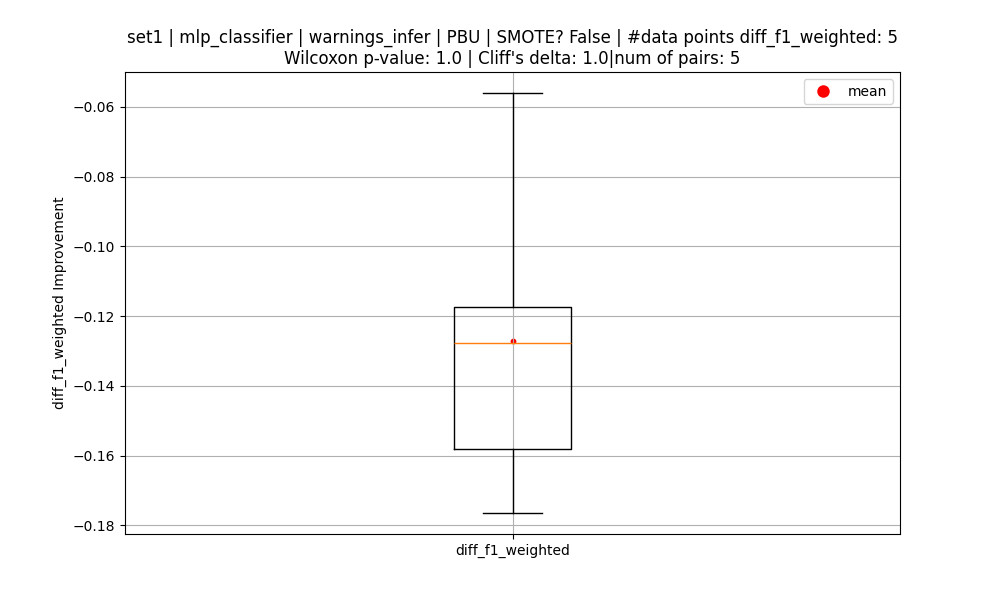 set1 | mlp_classifier | warnings_infer | PBU | SMOTE? False | #data points diff_f1_weighted: 5
Wilcoxon p-value: 1.0 | Cliff's delta: 1.0|num of pairs: 5
mean
−0.06
−0.08
−0.10
−0.12
−0.14
−0.16
−0.18
diff_f1_weighted Improvement
diff_f1_weighted